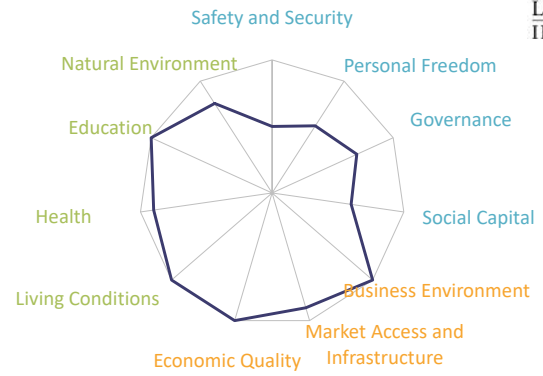 Safety and Security
Natural Environment
Personal Freedom
Education
Governance
Health
Social Capital
Living Conditions
Business Environment
Market Access and
Infrastructure
Economic Quality